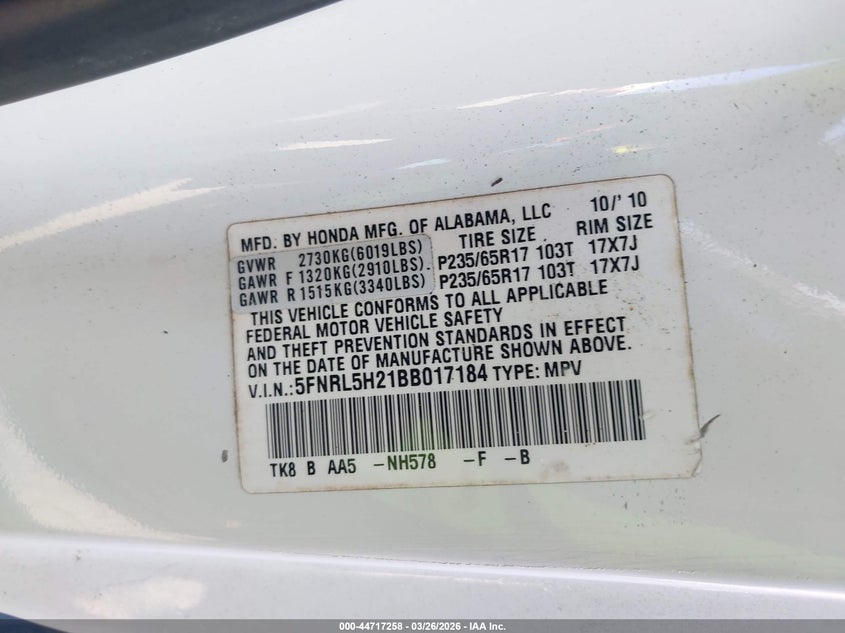 MFD. BY HONDA MFG. OF ALABAMA, LLC 10/'10
GVWR 2730KG(6019LBS) TIRE SIZE RIM SIZE
GAWR F 1320KG(2910LBS) P235/65R17 103T 17X7J
GAWR R 1515KG(3340LBS) P235/65R17 103T 17X7J
THIS VEHICLE CONFORMS TO ALL APPLICABLE
FEDERAL MOTOR VEHICLE SAFETY
AND THEFT PREVENTION STANDARDS IN EFFECT
ON THE DATE OF MANUFACTURE SHOWN ABOVE.
V.I.N.:5FNRL5H21BB017184 TYPE: MPV
TK8 B AA5 -NH578 -F -B
000-44717258 - 03/26/2026 - IAA Inc.